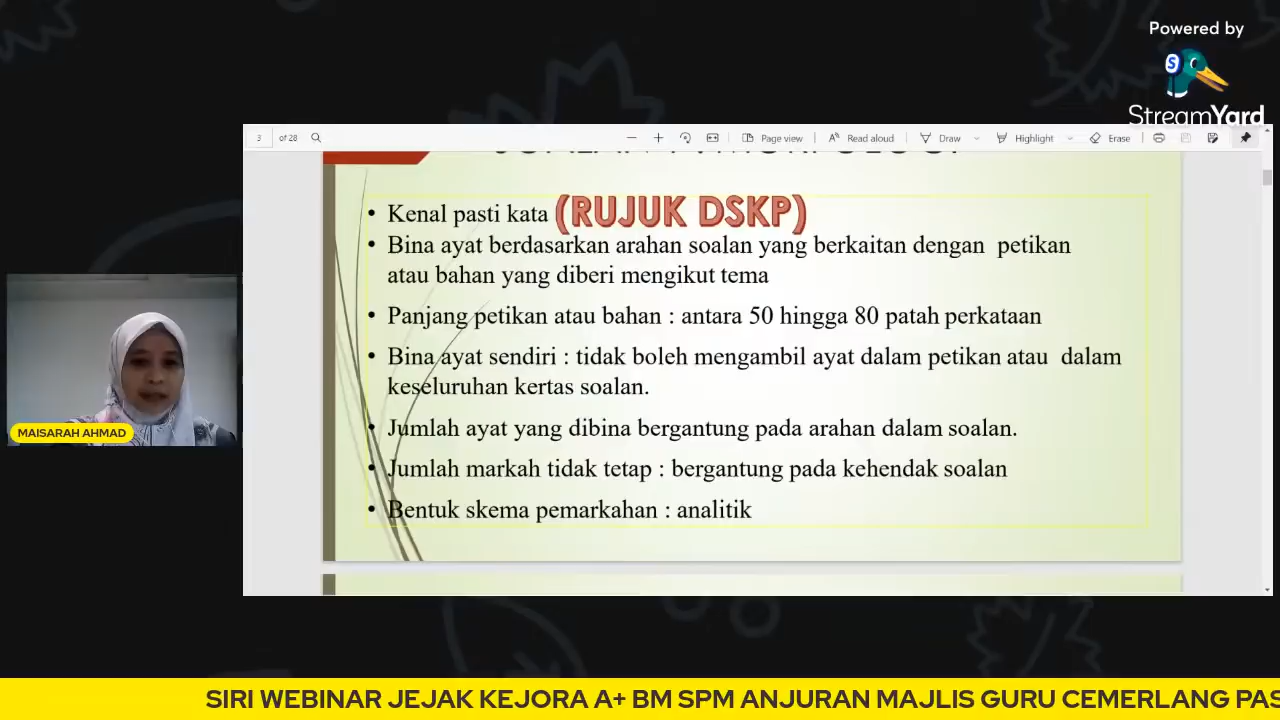 Powered by
StreamYard
3 of 28
Page view
Read aloud
Draw
Highlight
Erase
• Kenal pasti kata (RUJUK DSKP)
• Bina ayat berdasarkan arahan soalan yang berkaitan dengan petikan
atau bahan yang diberi mengikut tema
• Panjang petikan atau bahan : antara 50 hingga 80 patah perkataan
• Bina ayat sendiri : tidak boleh mengambil ayat dalam petikan atau dalam
keseluruhan kertas soalan.
• Jumlah ayat yang dibina bergantung pada arahan dalam soalan.
• Jumlah markah tidak tetap : bergantung pada kehendak soalan
• Bentuk skema pemarkahan : analitik
MAISARAH AHMAD
SIRI WEBINAR JEJAK KEJORA A+ BM SPM ANJURAN MAJLIS GURU CEMERLANG PAS